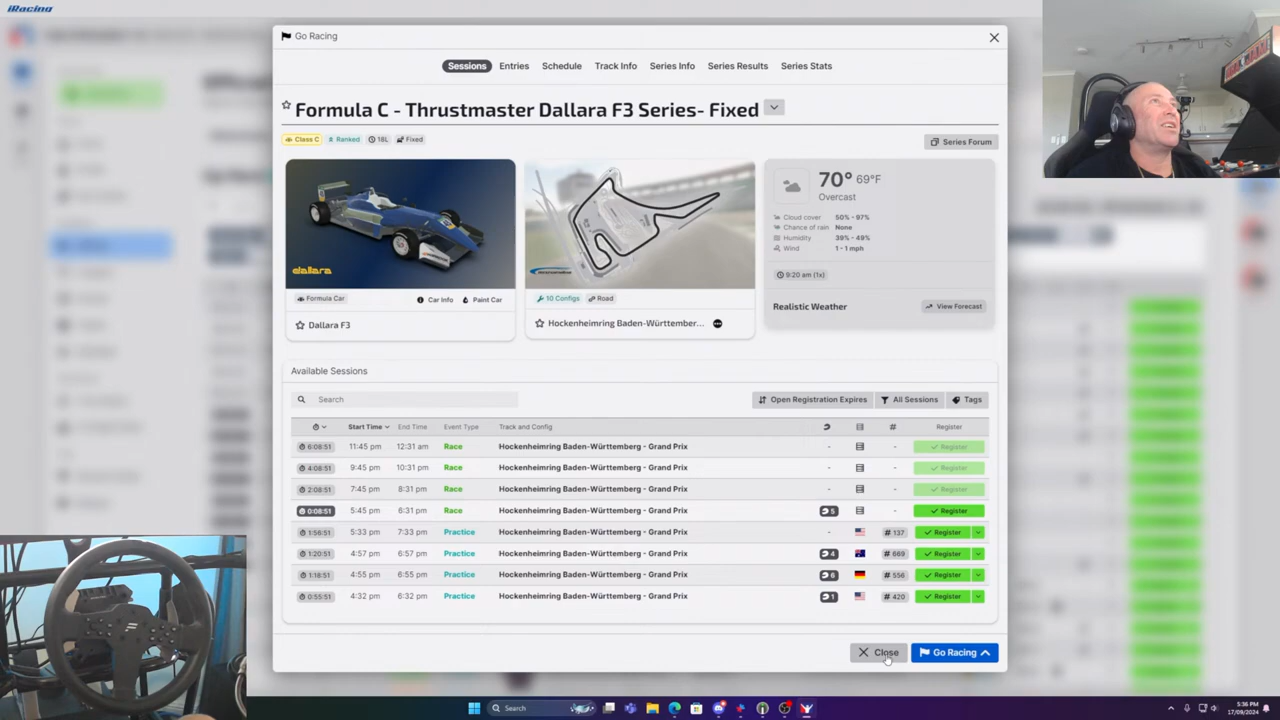 iRacing
Go Racing
Sessions Entries Schedule Track Info Series Info Series Results Series Stats
Formula C - Thrustmaster Dallara F3 Series- Fixed
Class C Ranked 18L Fixed
Series Forum
dallara
Formula Car Car Info Paint Car
Dallara F3
10 Configs Road
Hockenheimring Baden-Württember...
70° 69°F
Overcast
Cloud cover 50% - 97%
Chance of rain None
Humidity 39% - 49%
Wind 1 - 1 mph
9:20 am (1x)
Realistic Weather View Forecast
Available Sessions
Search Open Registration Expires All Sessions Tags
Start Time End Time Event Type Track and Config # Register
6:08:51 11:45 pm 12:31 am Race Hockenheimring Baden-Württemberg - Grand Prix - - Register
4:08:51 9:45 pm 10:31 pm Race Hockenheimring Baden-Württemberg - Grand Prix - - Register
2:08:51 7:45 pm 8:31 pm Race Hockenheimring Baden-Württemberg - Grand Prix - - Register
0:08:51 5:45 pm 6:31 pm Race Hockenheimring Baden-Württemberg - Grand Prix 5 - Register
1:56:51 5:33 pm 7:33 pm Practice Hockenheimring Baden-Württemberg - Grand Prix - # 137 Register
1:20:51 4:57 pm 6:57 pm Practice Hockenheimring Baden-Württemberg - Grand Prix 4 # 669 Register
1:18:51 4:55 pm 6:55 pm Practice Hockenheimring Baden-Württemberg - Grand Prix 6 # 556 Register
0:55:51 4:32 pm 6:32 pm Practice Hockenheimring Baden-Württemberg - Grand Prix 1 # 420 Register
Close Go Racing
Search
5:36 PM
17/09/2024